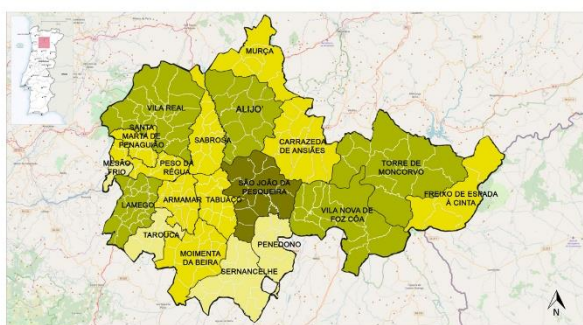 MURÇA
VILA REAL
ALIJO'
SANTA
MARTA DE
PENAGUIÃO
SABROSA
CARRAZEDA
DE ANSIÃES
MESÃO
FRIO
PESO DA
RÉGUA
TORRE DE
MONCORVO
SÃO JOÃO DA
PESQUEIRA
FREIXO DE ESPADA
À CINTA
LAMEGO
ARMAMAR
TABUAÇO
VILA NOVA DE
FOZ CÔA
TAROUCA
PENEDONO
MOIMENTA
DA BEIRA
SERNANCELHE
N